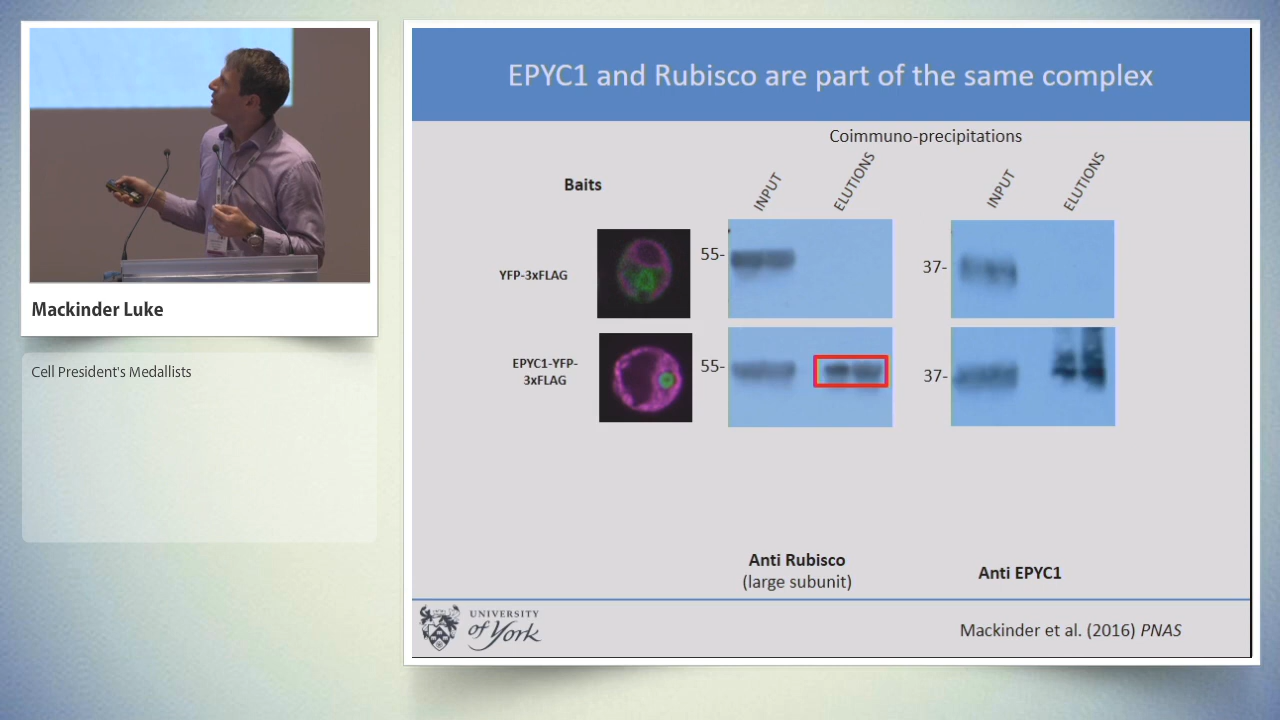 EPYC1 and Rubisco are part of the same complex
Coimmuno-precipitations
Baits
INPUT
ELUTIONS
INPUT
ELUTIONS
YFP-3xFLAG
55-
37-
EPYC1-YFP-
3xFLAG
55-
37-
Anti Rubisco
(large subunit)
Anti EPYC1
UNIVERSITY
of York
Mackinder et al. (2016) PNAS
Mackinder Luke
Cell President's Medallists